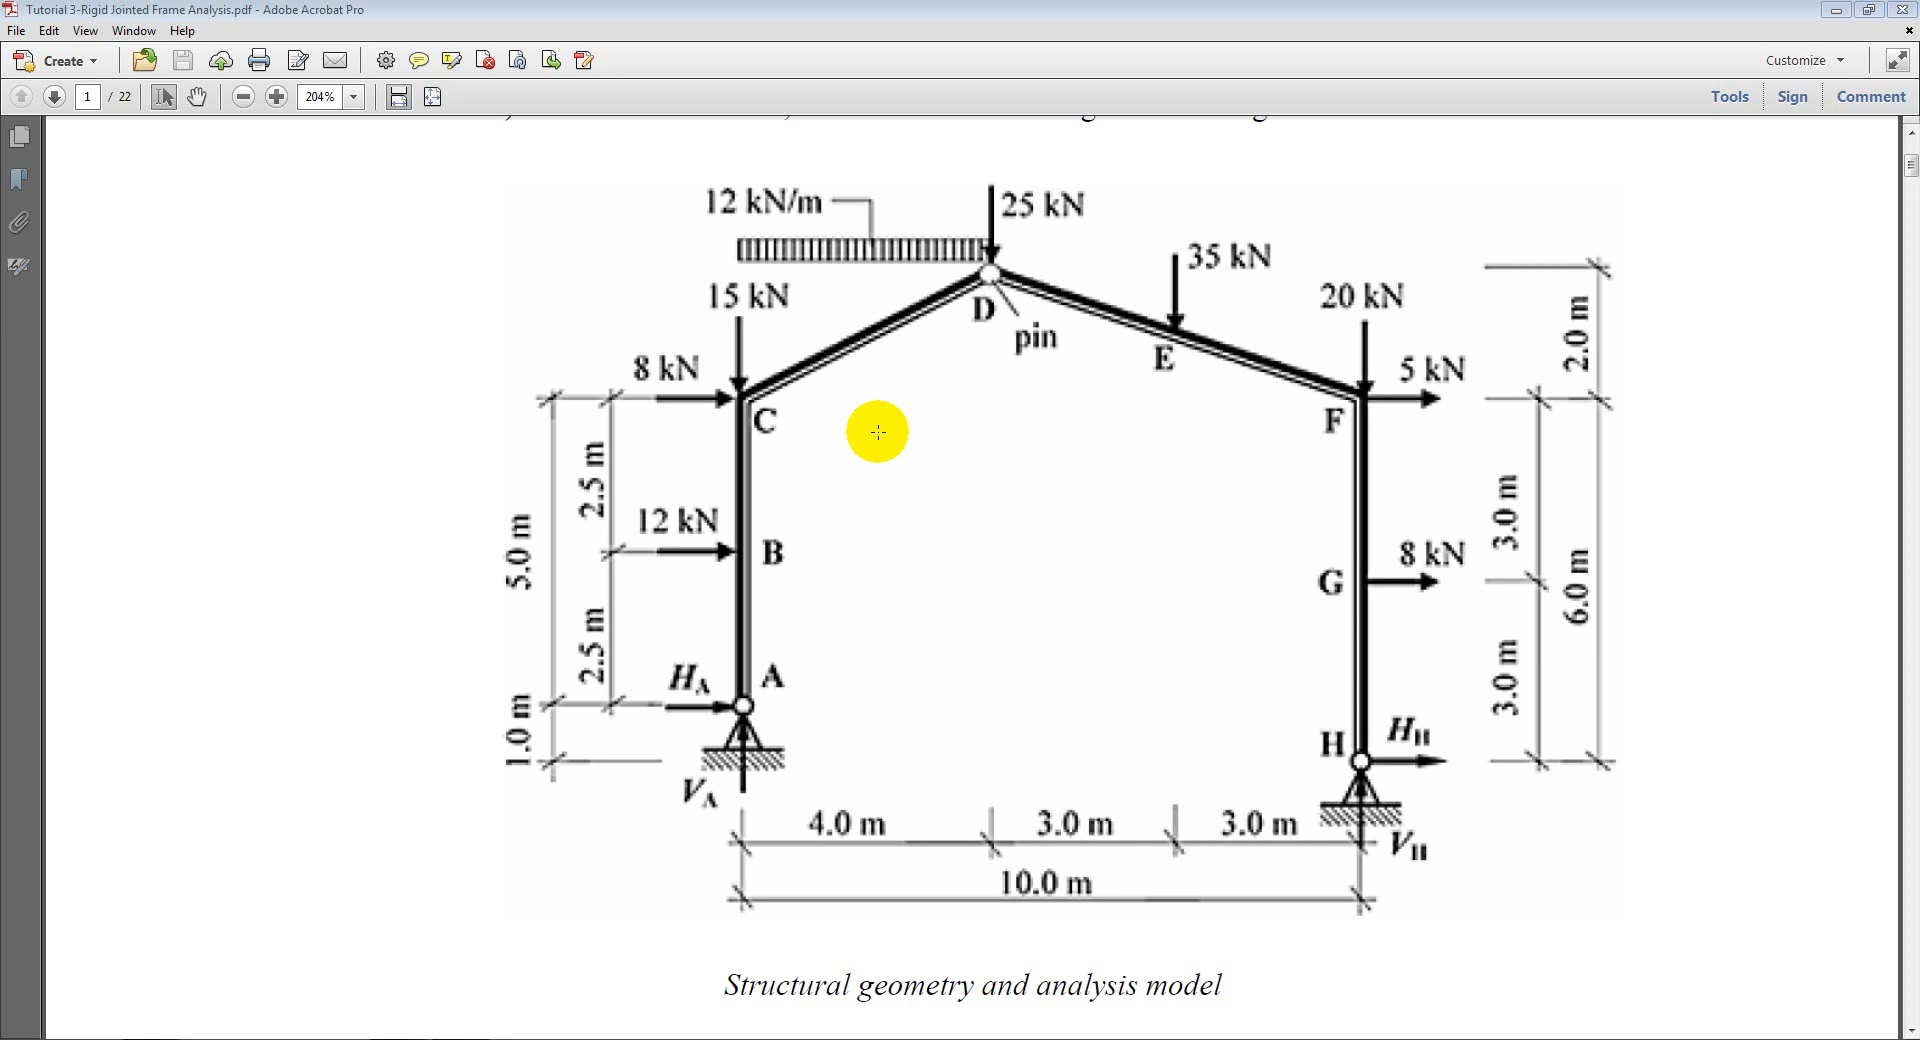 Tutorial 3-Rigid Jointed Frame Analysis.pdf - Adobe Acrobat Pro
File Edit View Window Help
Create
Customize
1 / 22
204%
Tools Sign Comment
12 kN/m
25 kN
35 kN
15 kN
20 kN
D
pin
E
2.0 m
8 kN
5 kN
C
F
2.5 m
12 kN
B
5.0 m
3.0 m
8 kN
G
6.0 m
2.5 m
A
HA
3.0 m
1.0 m
H
HH
VA
4.0 m
3.0 m
3.0 m
VH
10.0 m
Structural geometry and analysis model